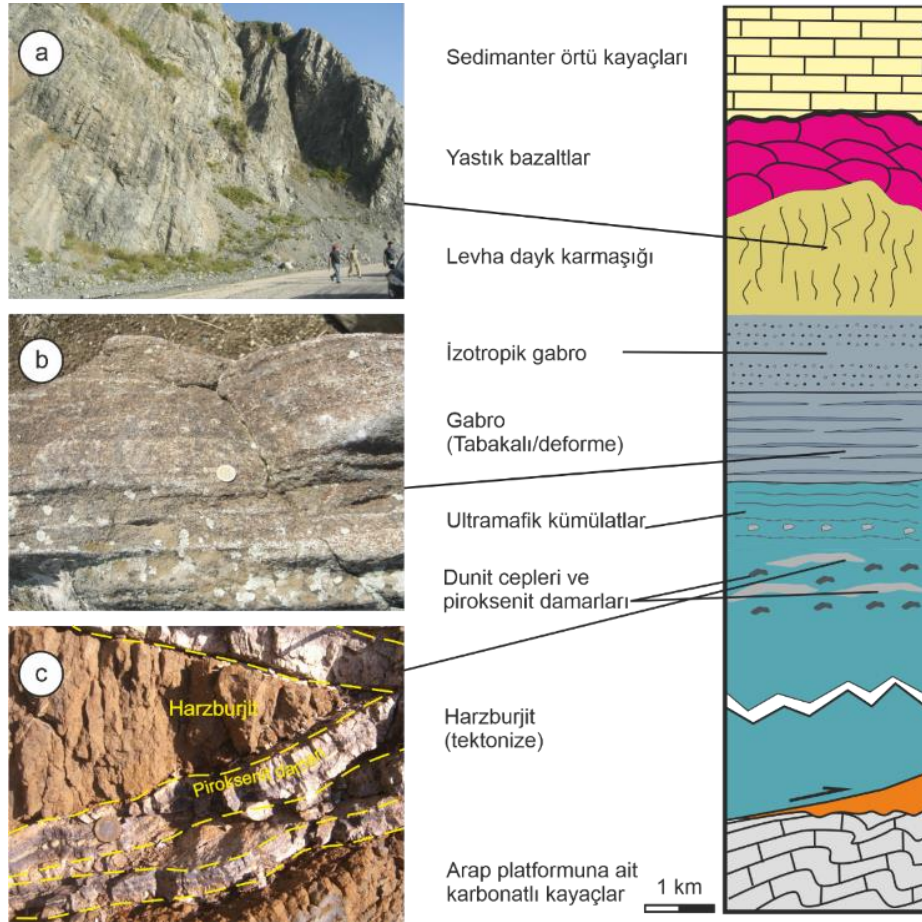 a
Sedimanter örtü kayaçları
Yastık bazaltlar
Levha dayk karmaşığı
b
İzotropik gabro
Gabro
(Tabakalı/deforme)
Ultramafik kümülatlar
Dunit cepleri ve
piroksenit damarları
c
Harzburjit
Piroksenit damarı
Harzburjit
(tektonize)
Arap platformuna ait
karbonatlı kayaçlar
1 km